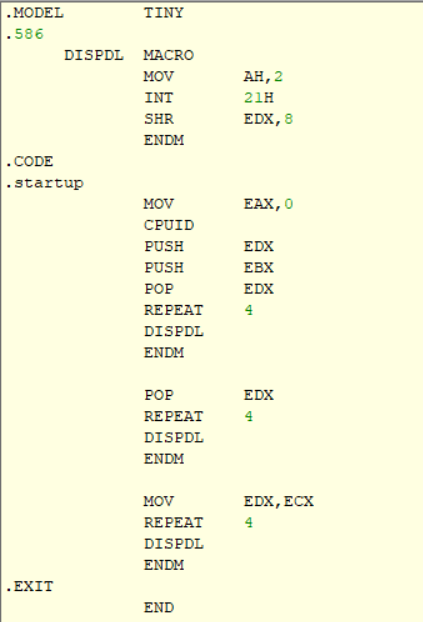 .MODEL TINY
.586
DISPDL MACRO
MOV AH,2
INT 21H
SHR EDX,8
ENDM
.CODE
.startup
MOV EAX,0
CPUID
PUSH EDX
PUSH EBX
POP EDX
REPEAT 4
DISPDL
ENDM
POP EDX
REPEAT 4
DISPDL
ENDM
MOV EDX,ECX
REPEAT 4
DISPDL
ENDM
.EXIT
END